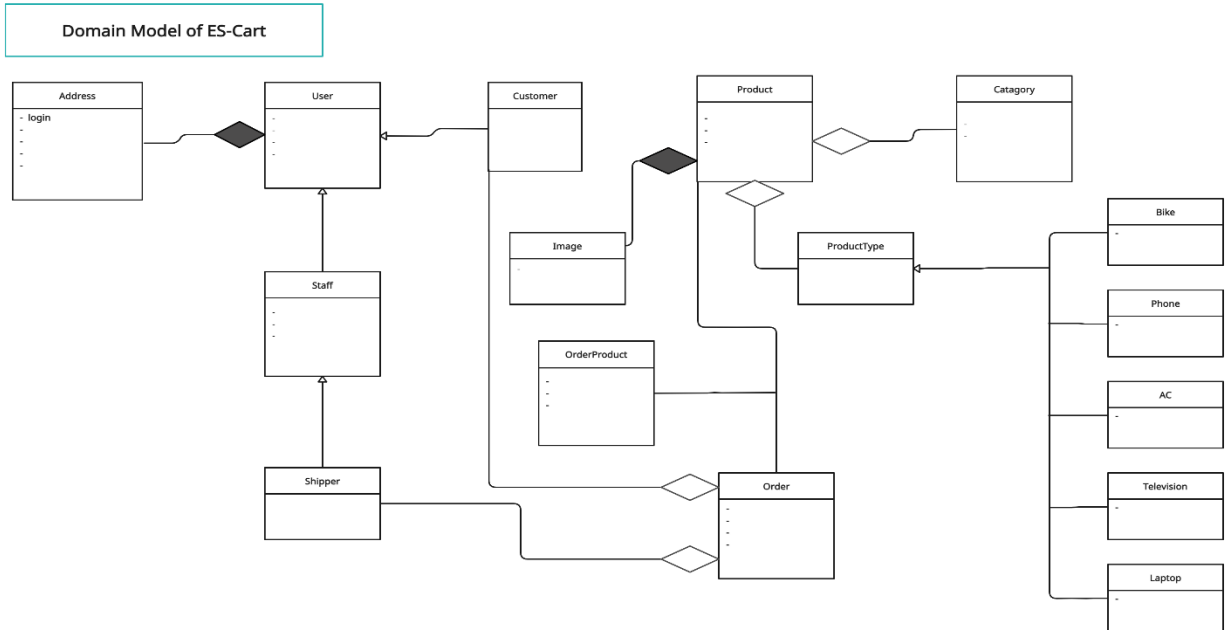 Domain Model of ES-Cart
Address
- login
-
-
-
-
User
-
-
-
-
Customer
Product
-
-
-
Catagory
-
-
Image
-
ProductType
Bike
-
Phone
-
AC
-
Television
-
Laptop
-
Staff
-
-
-
OrderProduct
-
-
-
Shipper
Order
-
-
-
-